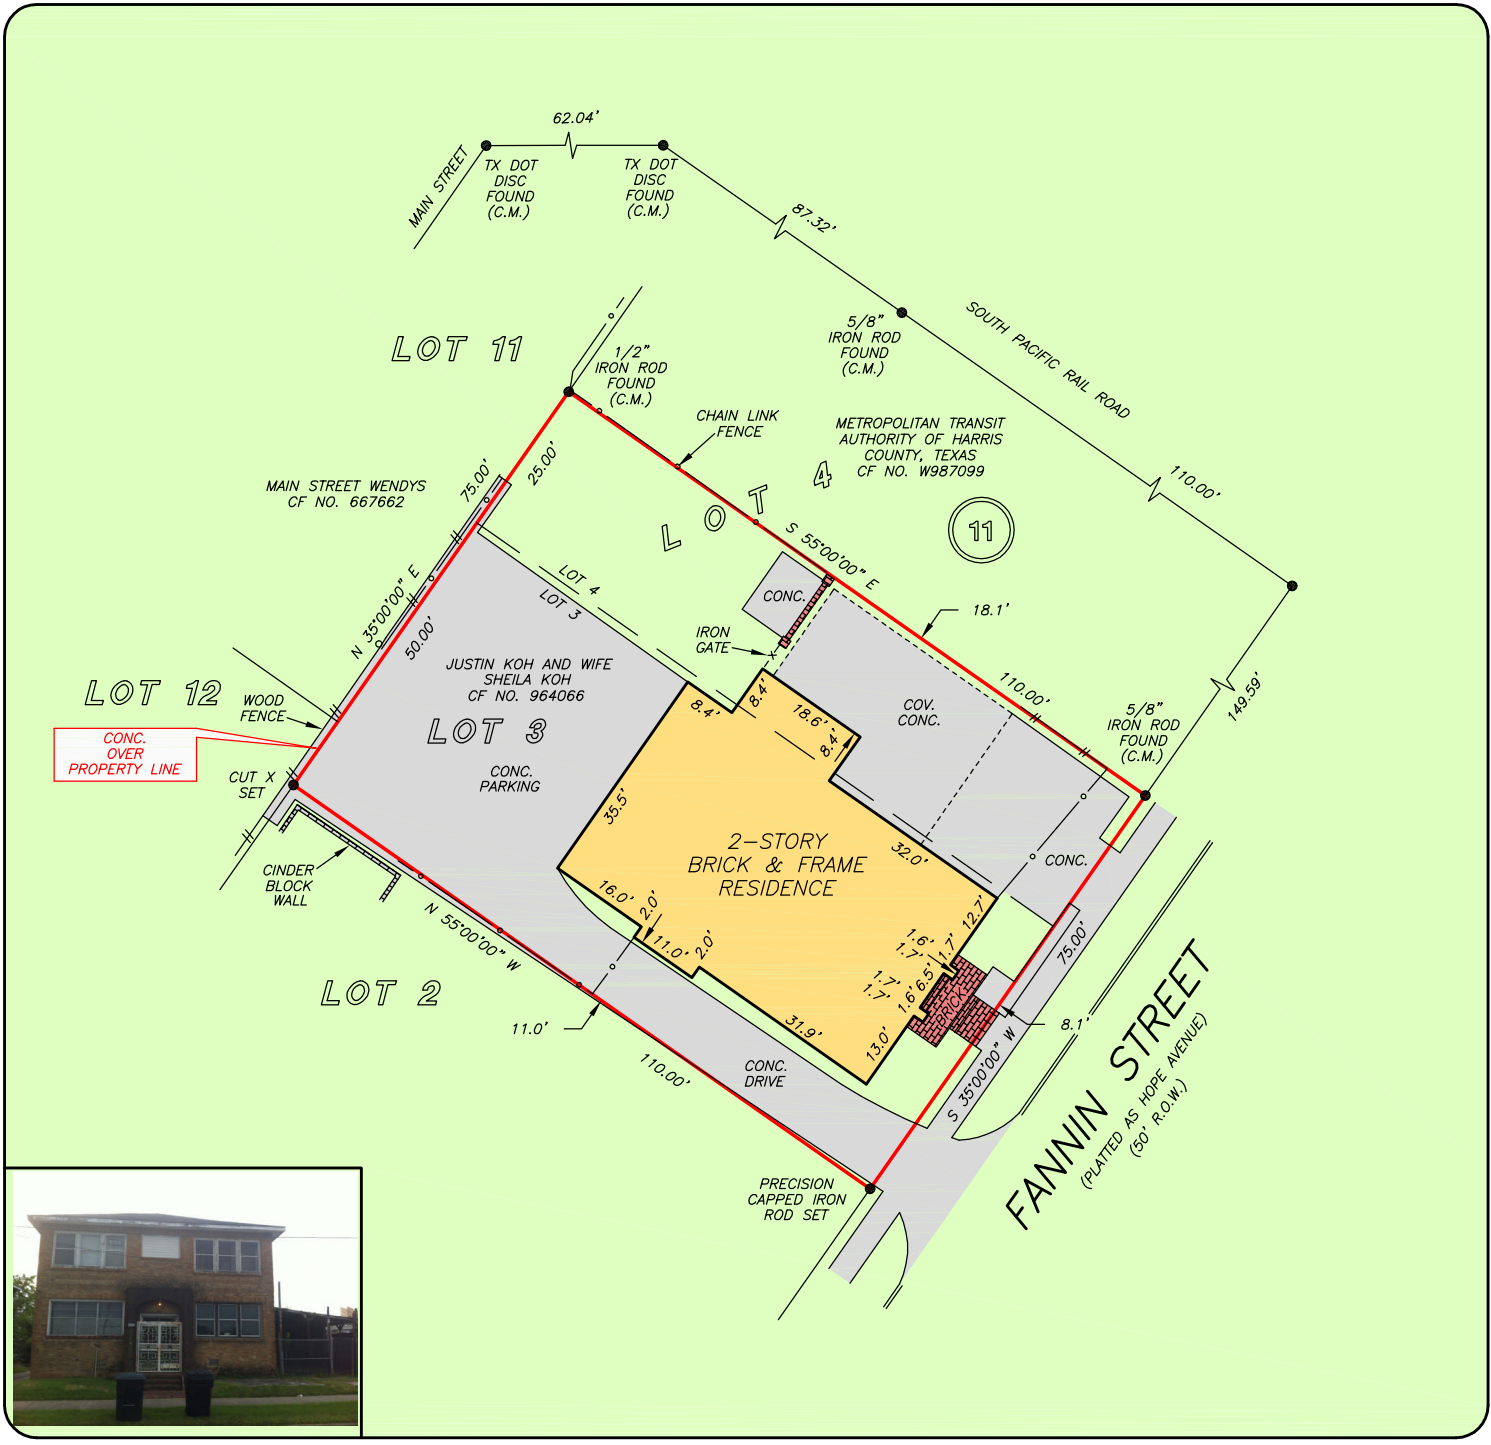 62.04'
MAIN STREET
TX DOT
DISC
FOUND
(C.M.)
TX DOT
DISC
FOUND
(C.M.)
87.32'
SOUTH PACIFIC RAIL ROAD
5/8"
IRON ROD
FOUND
(C.M.)
LOT 11
1/2"
IRON ROD
FOUND
(C.M.)
CHAIN LINK
FENCE
METROPOLITAN TRANSIT
AUTHORITY OF HARRIS
COUNTY, TEXAS
CF NO. W987099
110.00'
LOT 4
11
MAIN STREET WENDYS
CF NO. 667662
75.00'
25.00'
N 35°00'00" E
50.00'
S 55°00'00" E
LOT 4
LOT 3
CONC.
IRON
GATE
18.1'
110.00'
149.59'
JUSTIN KOH AND WIFE
SHEILA KOH
CF NO. 964066
LOT 3
CONC.
PARKING
LOT 12
WOOD
FENCE
CONC.
OVER
PROPERTY LINE
CUT X
SET
COV.
CONC.
5/8"
IRON ROD
FOUND
(C.M.)
8.4'
8.4'
18.6'
8.4'
35.5'
2-STORY
BRICK & FRAME
RESIDENCE
32.0'
CONC.
CINDER
BLOCK
WALL
16.0'
2.0'
11.0'
2.0'
12.7'
1.6'
1.7'
1.7'
1.7'
1.7'
1.6'
6.5'
BRICK
31.9'
13.0'
75.00'
8.1'
S 35°00'00" W
N 55°00'00" W
LOT 2
11.0'
110.00'
CONC.
DRIVE
FANNIN STREET
(PLATTED AS HOPE AVENUE)
(50' R.O.W.)
PRECISION
CAPPED IRON
ROD SET